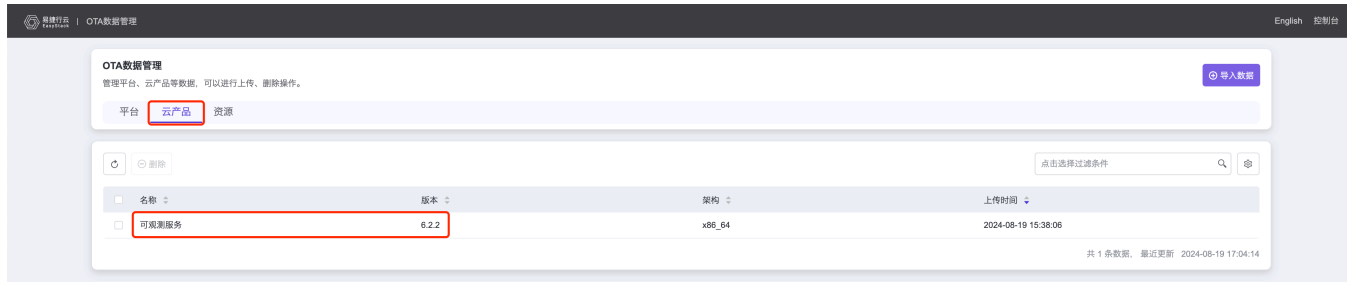 易捷行云 EasyStack | OTA数据管理 English 控制台
OTA数据管理
管理平台、云产品等数据，可以进行上传、删除操作。
导入数据
平台 云产品 资源
删除 点击选择过滤条件
名称 版本 架构 上传时间
可观测服务 6.2.2 x86_64 2024-08-19 15:38:06
共 1 条数据， 最近更新 2024-08-19 17:04:14